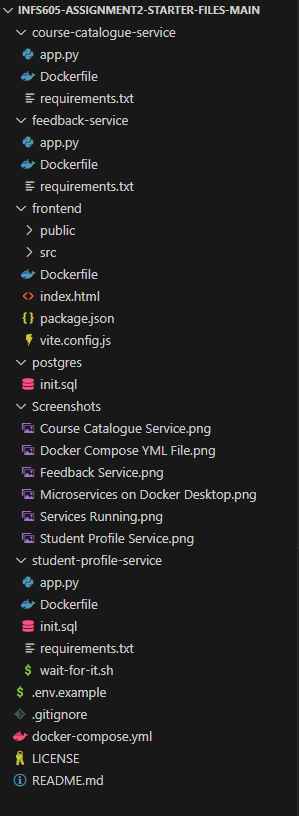 INFS605-ASSIGNMENT2-STARTER-FILES-MAIN
course-catalogue-service
app.py
Dockerfile
requirements.txt
feedback-service
app.py
Dockerfile
requirements.txt
frontend
public
src
Dockerfile
index.html
package.json
vite.config.js
postgres
init.sql
Screenshots
Course Catalogue Service.png
Docker Compose YML File.png
Feedback Service.png
Microservices on Docker Desktop.png
Services Running.png
Student Profile Service.png
student-profile-service
app.py
Dockerfile
init.sql
requirements.txt
wait-for-it.sh
.env.example
.gitignore
docker-compose.yml
LICENSE
README.md